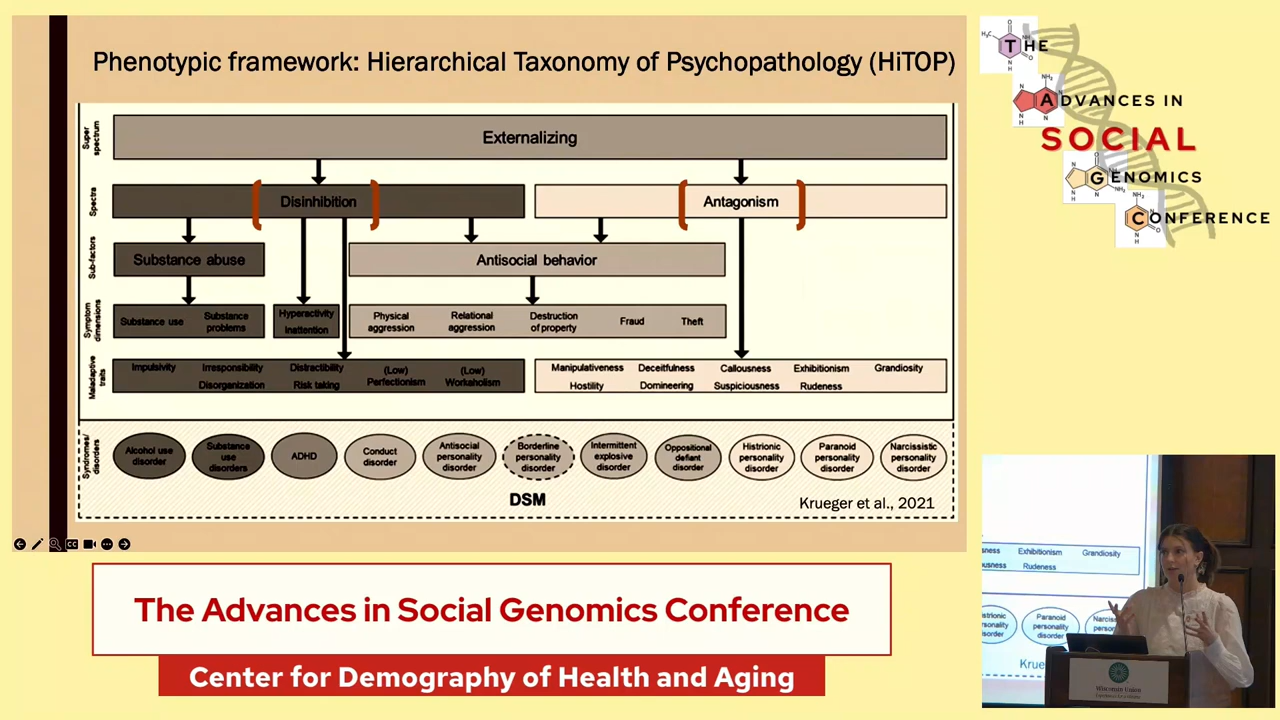 Phenotypic framework: Hierarchical Taxonomy of Psychopathology (HiTOP)
Super spectrum
Externalizing
Spectra
Disinhibition
Antagonism
Sub-factors
Substance abuse
Antisocial behavior
Symptom dimensions
Substance use
Substance problems
Hyperactivity
Inattention
Physical aggression
Relational aggression
Destruction of property
Fraud
Theft
Maladaptive traits
Impulsivity
Irresponsibility
Distractibility
(Low) Perfectionism
(Low) Workaholism
Disorganization
Risk taking
Manipulativeness
Deceitfulness
Callousness
Exhibitionism
Grandiosity
Hostility
Domineering
Suspiciousness
Rudeness
Syndromes/ disorders
Alcohol use disorder
Substance use disorders
ADHD
Conduct disorder
Antisocial personality disorder
Borderline personality disorder
Intermittent explosive disorder
Oppositional defiant disorder
Histrionic personality disorder
Paranoid personality disorder
Narcissistic personality disorder
DSM
Krueger et al., 2021
THE
ADVANCES IN
SOCIAL
GENOMICS
CONFERENCE
The Advances in Social Genomics Conference
Center for Demography of Health and Aging
Exhibitionism
Grandiosity
Rudeness
Paranoid
personality
disorder
Wisconsin Union